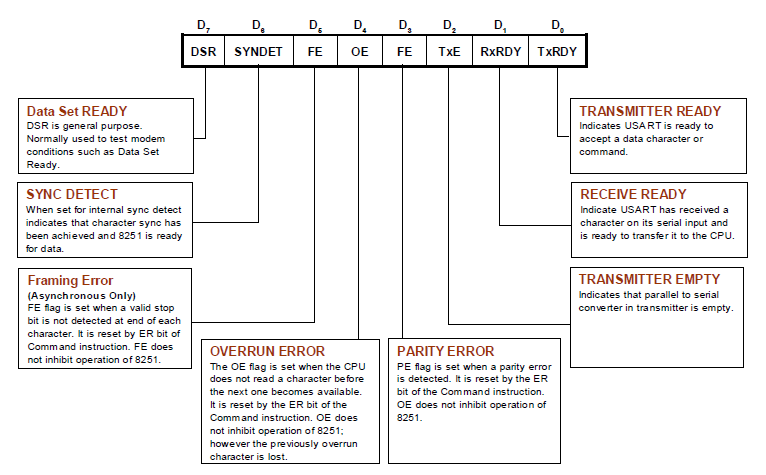 D7 D6 D5 D4 D3 D2 D1 D0
DSR SYNDET FE OE FE TxE RxRDY TxRDY
Data Set READY
DSR is general purpose.
Normally used to test modem
conditions such as Data Set
Ready.
SYNC DETECT
When set for internal sync detect
indicates that character sync has
been achieved and 8251 is ready
for data.
Framing Error
(Asynchronous Only)
FE flag is set when a valid stop
bit is not detected at end of each
character. It is reset by ER bit of
Command instruction. FE does
not inhibit operation of 8251.
OVERRUN ERROR
The OE flag is set when the CPU
does not read a character before
the next one becomes available.
It is reset by the ER bit of the
Command instruction. OE does
not inhibit operation of 8251;
however the previously overrun
character is lost.
PARITY ERROR
PE flag is set when a parity error
is detected. It is reset by the ER
bit of the Command instruction.
OE does not inhibit operation of
8251.
TRANSMITTER READY
Indicates USART is ready to
accept a data character or
command.
RECEIVE READY
Indicate USART has received a
character on its serial input and
is ready to transfer it to the CPU.
TRANSMITTER EMPTY
Indicates that parallel to serial
converter in transmitter is empty.